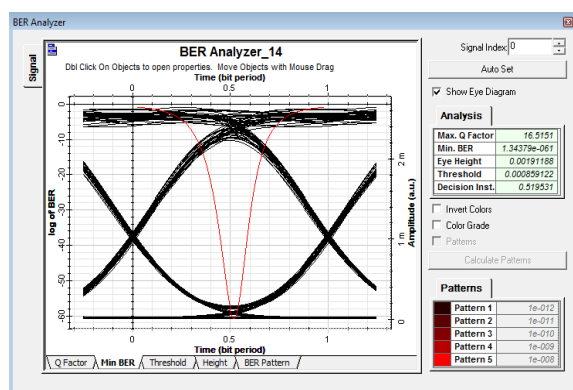 BER Analyzer
Signal
BER Analyzer_14
Dbl Click On Objects to open properties. Move Objects with Mouse Drag
Time (bit period)
0 0.5 1
log of BER
0
-10
-20
-30
-40
-50
-60
Amplitude (a.u.)
2 m
1 m
0
0 0.5 1
Time (bit period)
Q Factor Min BER Threshold Height BER Pattern
Signal Index: 0
Auto Set
Show Eye Diagram
Analysis
Max. Q Factor 16.5151
Min. BER 1.34379e-061
Eye Height 0.00191188
Threshold 0.000859122
Decision Inst. 0.519531
Invert Colors
Color Grade
Patterns
Calculate Patterns
Patterns
Pattern 1 1e-012
Pattern 2 1e-011
Pattern 3 1e-010
Pattern 4 1e-009
Pattern 5 1e-008